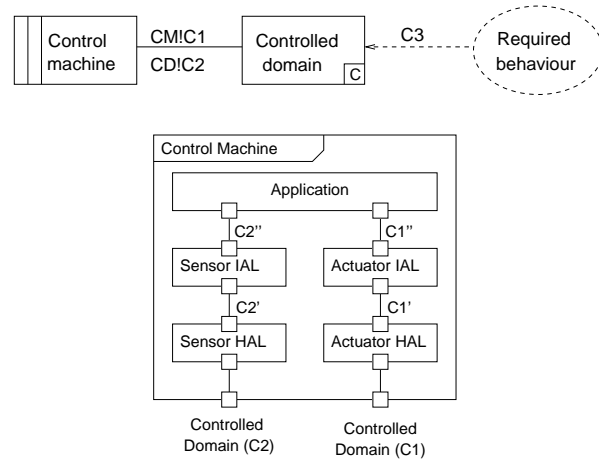 Control
machine
CM!C1
CD!C2
Controlled
domain
C
C3
Required
behaviour
Control Machine
Application
C2''
C1''
Sensor IAL
Actuator IAL
C2'
C1'
Sensor HAL
Actuator HAL
Controlled
Domain (C2)
Controlled
Domain (C1)